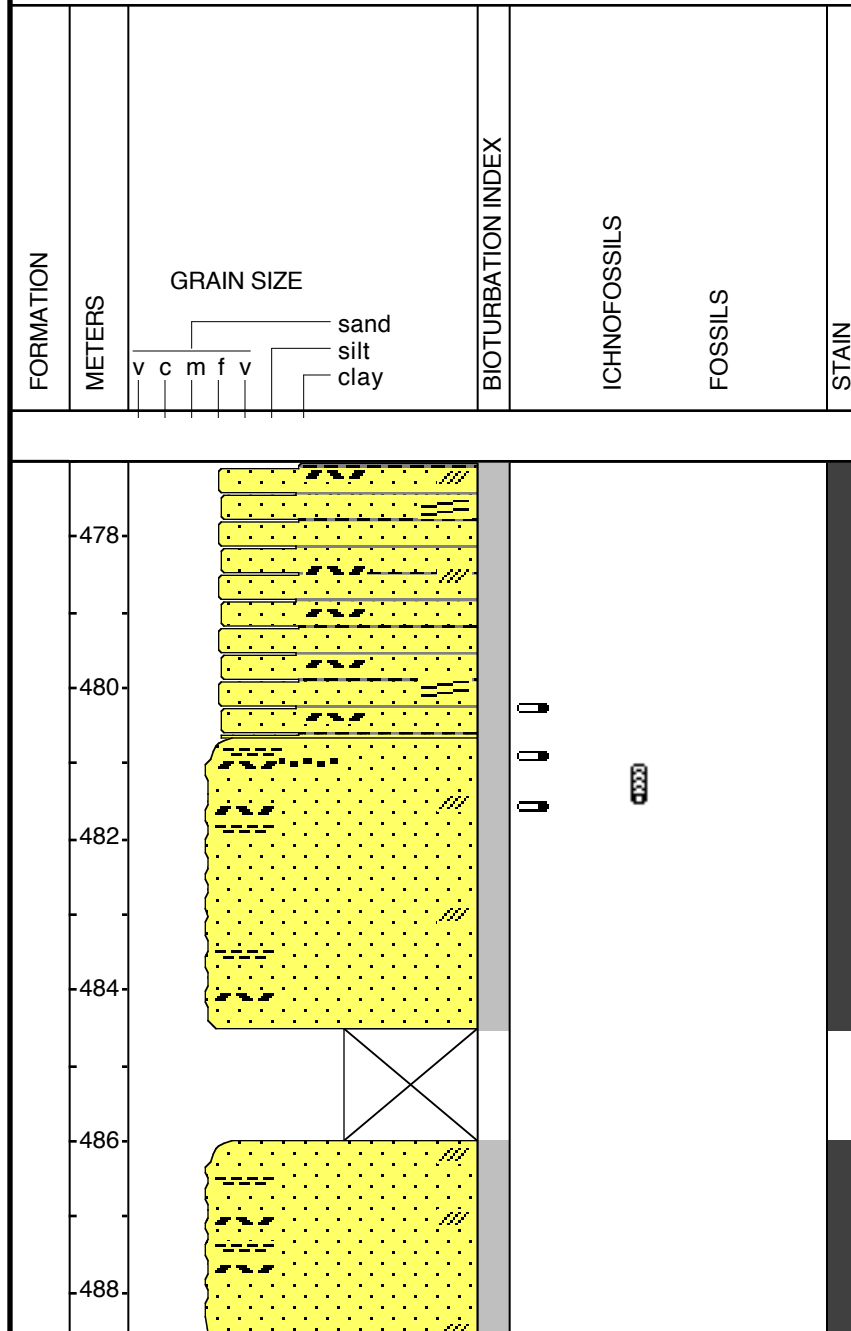 FORMATION
METERS
GRAIN SIZE
sand
silt
clay
v c m f v
BIOTURBATION INDEX
ICHNOFOSSILS
FOSSILS
STAIN
478
480
482
484
486
488